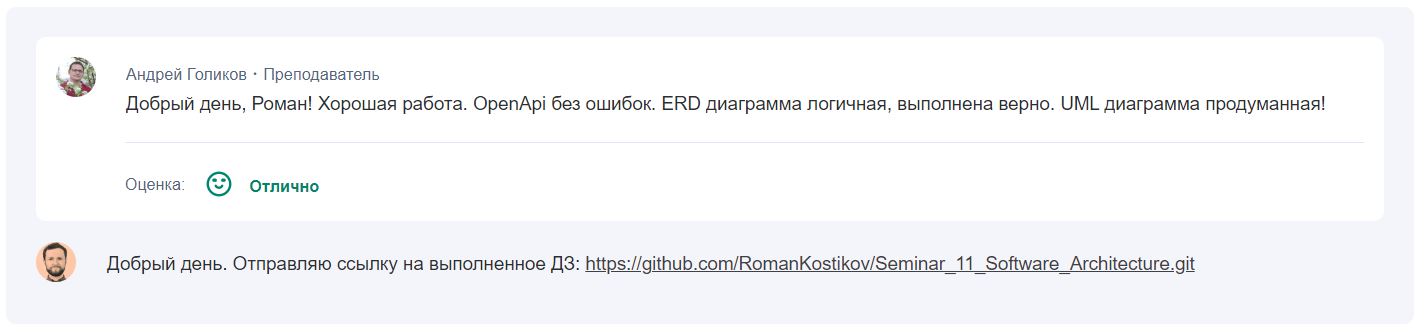 Андрей Голиков · Преподаватель
Добрый день, Роман! Хорошая работа. OpenApi без ошибок. ERD диаграмма логичная, выполнена верно. UML диаграмма продуманная!
Оценка: Отлично
Добрый день. Отправляю ссылку на выполненное ДЗ: https://github.com/RomanKostikov/Seminar_11_Software_Architecture.git